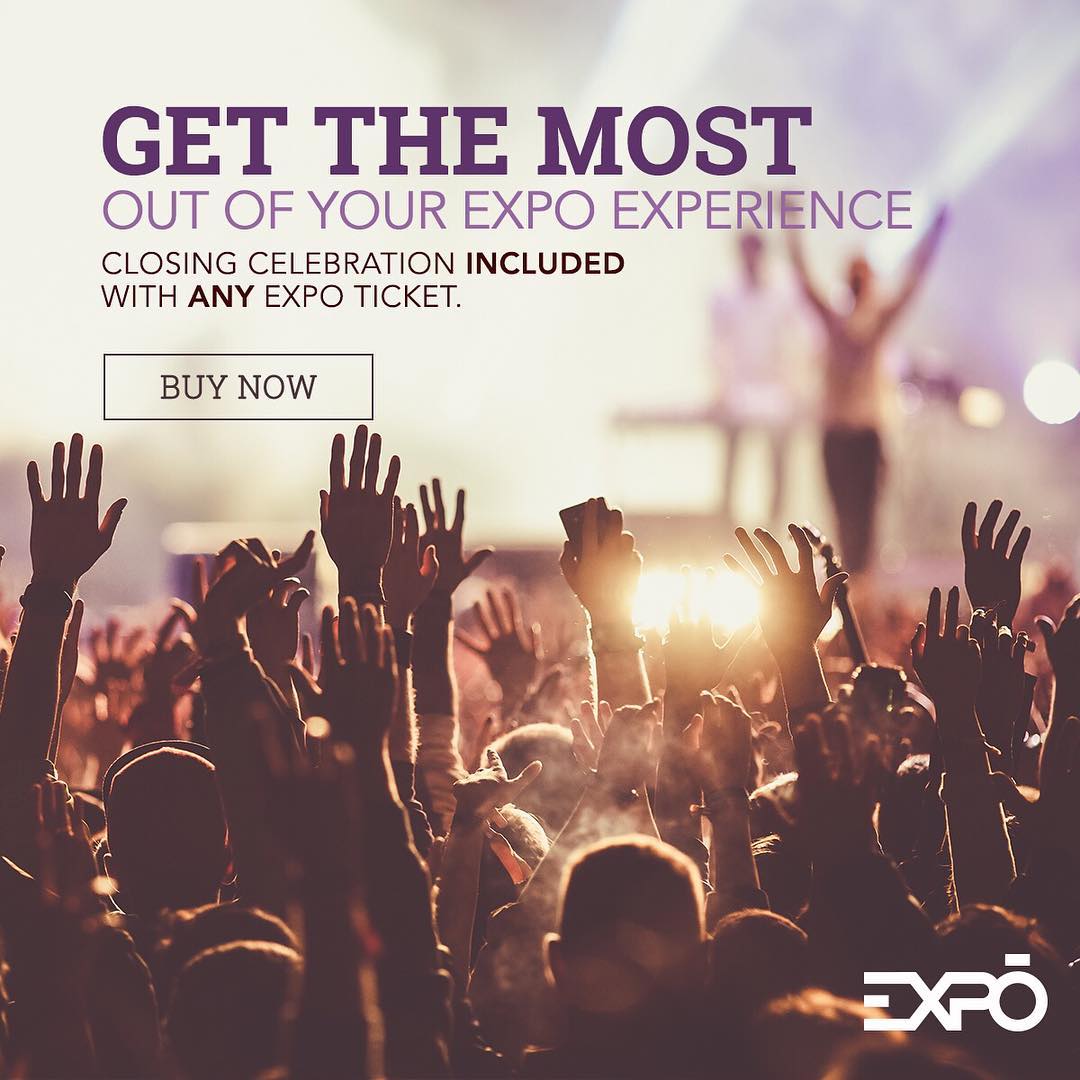 GET THE MOST
OUT OF YOUR EXPO EXPERIENCE
CLOSING CELEBRATION INCLUDED
WITH ANY EXPO TICKET.
BUY NOW
EXPO